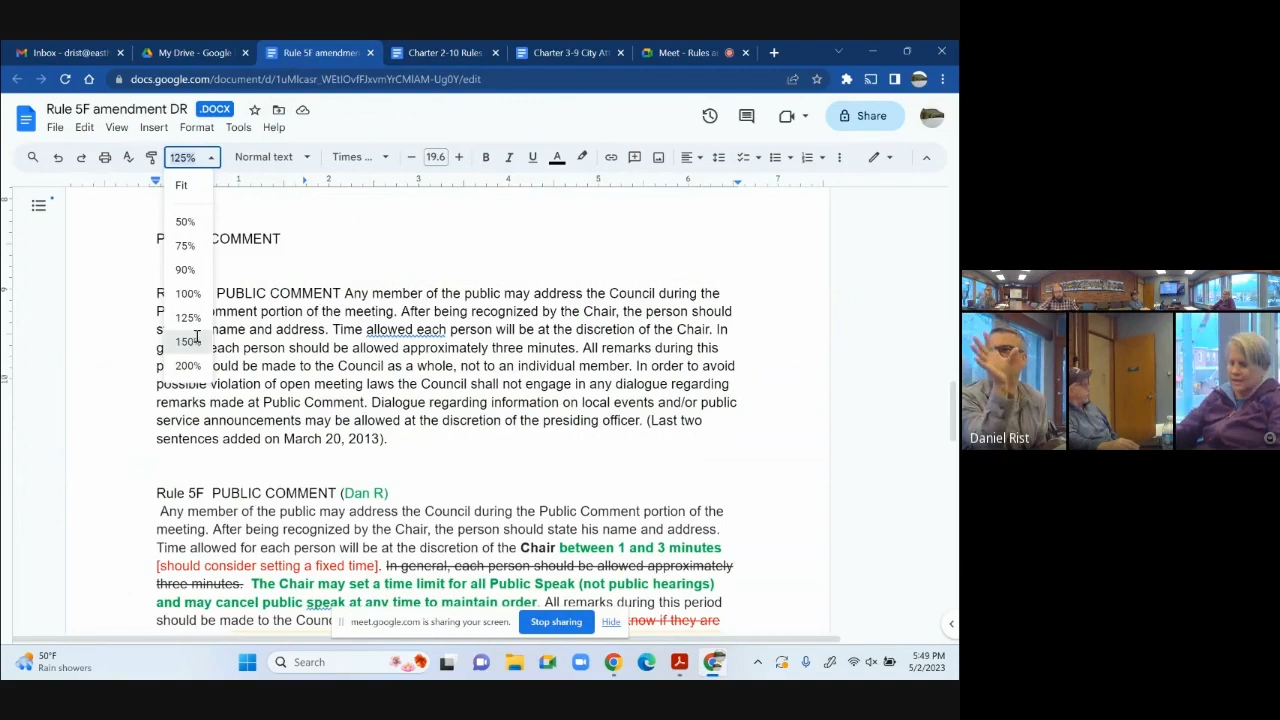 Inbox - drist@east
My Drive - Google
Rule 5F amendmen
Charter 2-10 Rules
Charter 3-9 City Att
Meet - Rules a
docs.google.com/document/d/1uMlcasr_WEtlOvfFJxvmYrCMlAM-Ug0Y/edit
Rule 5F amendment DR .DOCX
File Edit View Insert Format Tools Help
Share
125% Normal text Times ... 19.6 B I U A
1 2 3 4 5 6 7
Fit
50%
75%
90%
100%
125%
150%
200%
P COMMENT
R PUBLIC COMMENT Any member of the public may address the Council during the
P omment portion of the meeting. After being recognized by the Chair, the person should
s name and address. Time allowed each person will be at the discretion of the Chair. In
g each person should be allowed approximately three minutes. All remarks during this
p ould be made to the Council as a whole, not to an individual member. In order to avoid
possible violation of open meeting laws the Council shall not engage in any dialogue regarding
remarks made at Public Comment. Dialogue regarding information on local events and/or public
service announcements may be allowed at the discretion of the presiding officer. (Last two
sentences added on March 20, 2013).
Rule 5F PUBLIC COMMENT (Dan R)
Any member of the public may address the Council during the Public Comment portion of the
meeting. After being recognized by the Chair, the person should state his name and address.
Time allowed for each person will be at the discretion of the Chair between 1 and 3 minutes
[should consider setting a fixed time]. In general, each person should be allowed approximately
three minutes. The Chair may set a time limit for all Public Speak (not public hearings)
and may cancel public speak at any time to maintain order. All remarks during this period
should be made to the Counc know if they are
meet.google.com is sharing your screen. Stop sharing Hide
Daniel Rist
50°F
Rain showers
Search
5:49 PM
5/2/2023